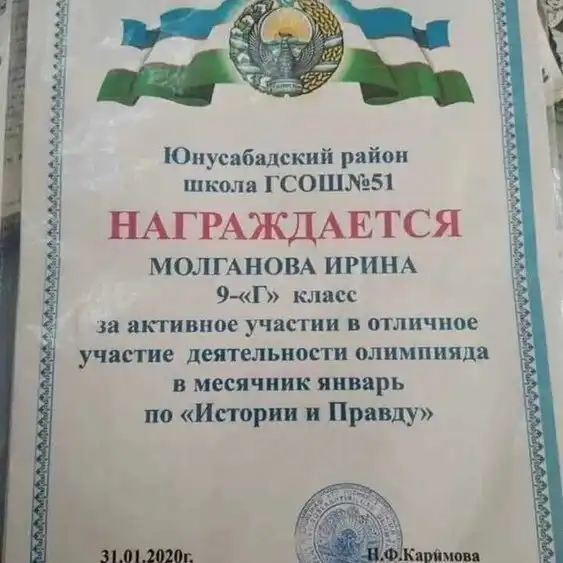 Юнусабадский район
школа ГСОШ№51
НАГРАЖДАЕТСЯ
МОЛГАНОВА ИРИНА
9-«Г» класс
за активное участии в отличное
участие деятельности олимпияда
в месячник январь
по «Истории и Правду»
31.01.2020г.
Н.Ф.Каримова